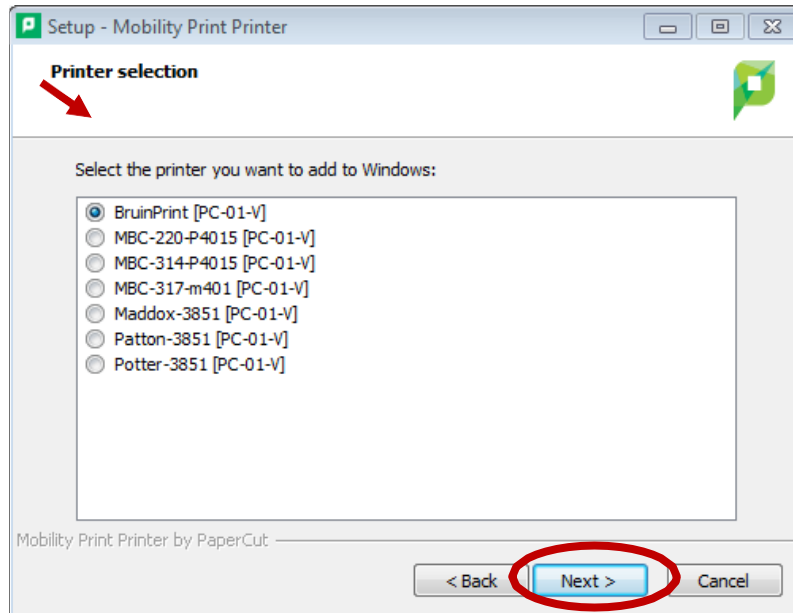 Setup - Mobility Print Printer
Printer selection
Select the printer you want to add to Windows:
BruinPrint [PC-01-V]
MBC-220-P4015 [PC-01-V]
MBC-314-P4015 [PC-01-V]
MBC-317-m401 [PC-01-V]
Maddox-3851 [PC-01-V]
Patton-3851 [PC-01-V]
Potter-3851 [PC-01-V]
Mobility Print Printer by PaperCut
< Back Next > Cancel